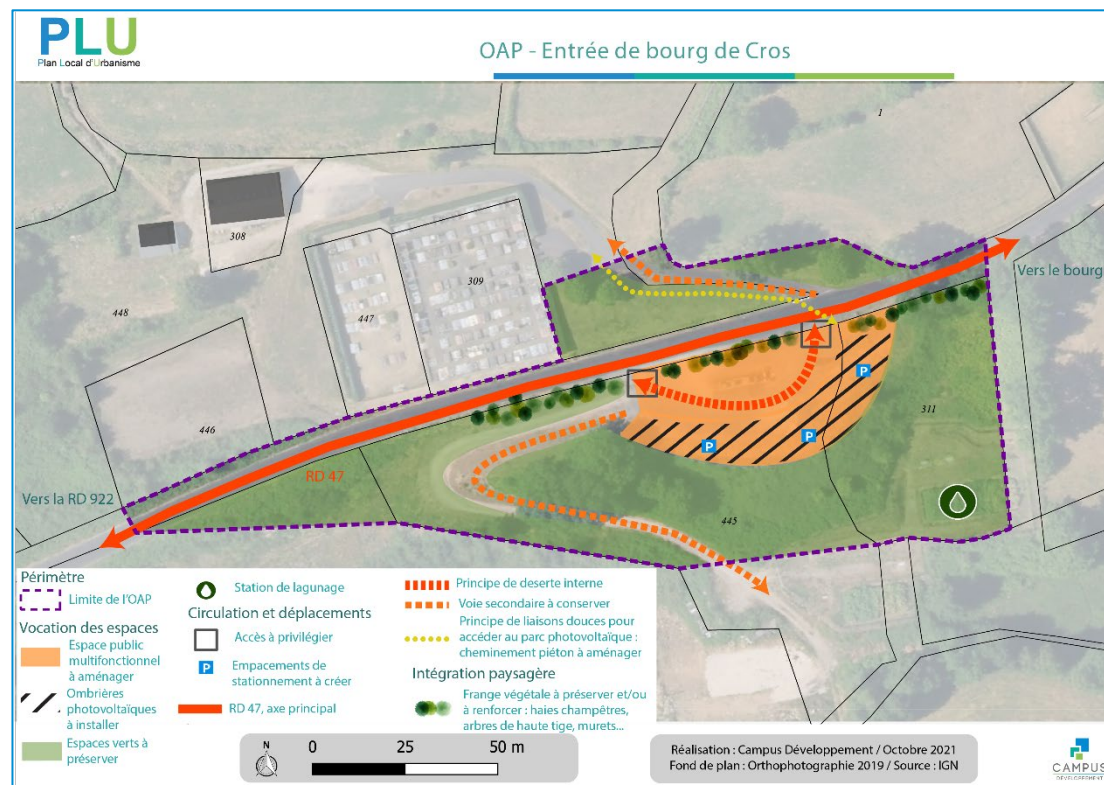 PLU
Plan Local d'Urbanisme
OAP - Entrée de bourg de Cros
1
308
309
447
448
446
Vers le bourg
311
P
P
P
RD 47
Vers la RD 922
445
Périmètre
Limite de l'OAP
Vocation des espaces
Espace public
multifonctionnel
à aménager
Ombrières
photovoltaïques
à installer
Espaces verts à
préserver
Station de lagunage
Circulation et déplacements
Accès à privilégier
P
Empacements de
stationnement à créer
RD 47, axe principal
Principe de deserte interne
Voie secondaire à conserver
Principe de liaisons douces pour
accéder au parc photovoltaïque :
cheminement piéton à aménager
Intégration paysagère
Frange végétale à préserver et/ou
à renforcer : haies champêtres,
arbres de haute tige, murets...
N
0 25 50 m
Réalisation : Campus Développement / Octobre 2021
Fond de plan : Orthophotographie 2019 / Source : IGN
CAMPUS
DÉVELOPPEMENT